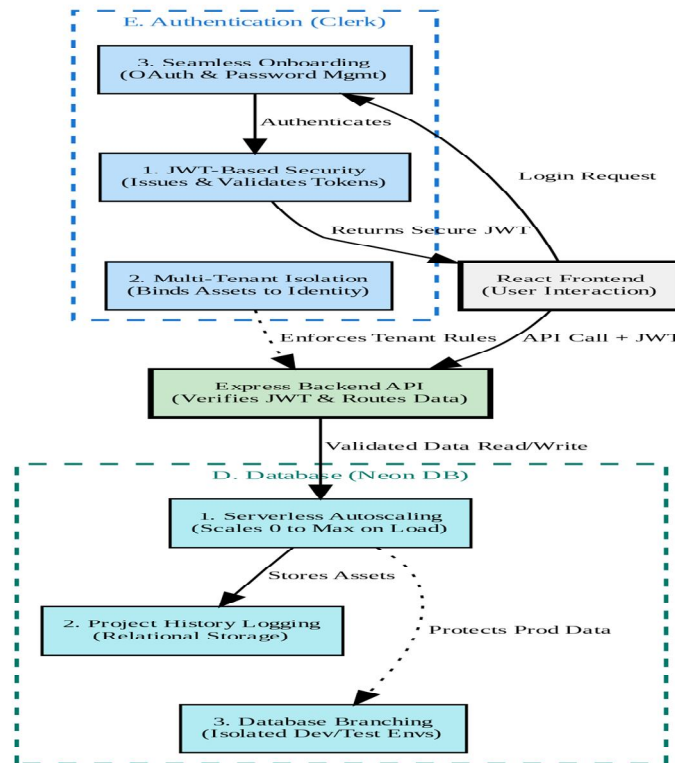 E. Authentication (Clerk)
3. Seamless Onboarding
(OAuth & Password Mgmt)
Authenticates
Login Request
1. JWT-Based Security
(Issues & Validates Tokens)
Returns Secure JWT
2. Multi-Tenant Isolation
(Binds Assets to Identity)
React Frontend
(User Interaction)
Enforces Tenant Rules
API Call + JWT
Express Backend API
(Verifies JWT & Routes Data)
Validated Data Read/Write
D. Database (Neon DB)
1. Serverless Autoscaling
(Scales 0 to Max on Load)
Stores Assets
2. Project History Logging
(Relational Storage)
Protects Prod Data
3. Database Branching
(Isolated Dev/Test Envs)